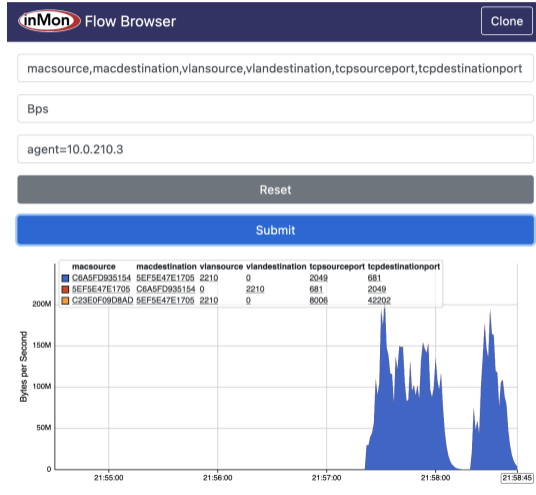 inMon Flow Browser Clone
macsource,macdestination,vlansource,vlandestination,tcpsourceport,tcpdestinationport
Bps
agent=10.0.210.3
Reset
Submit
macsource macdestination vlansource vlandestination tcpsourceport tcpdestinationport
C6A5FD935154 5EF5E47E1705 2210 0 2049 681
5EF5E47E1705 C6A5FD935154 0 2210 681 2049
C23E0F09D8AD 5EF5E47E1705 2210 0 8006 42202
Bytes per Second
200M
150M
100M
50M
0
21:55:00 21:56:00 21:57:00 21:58:00 21:58:45